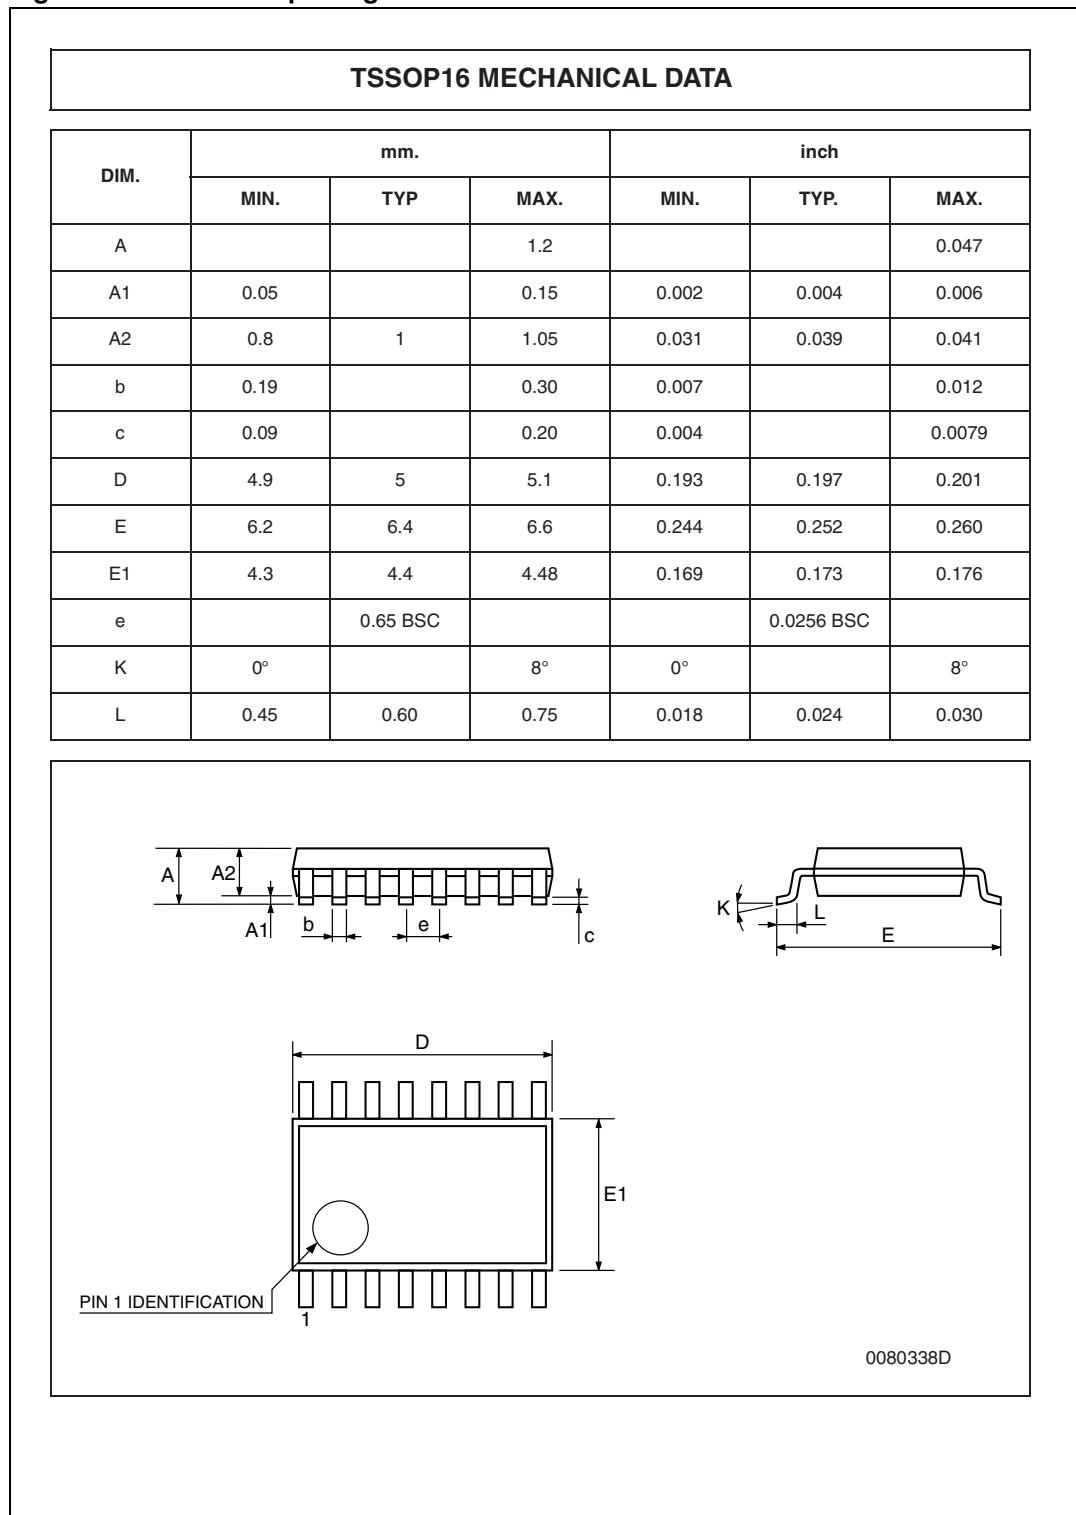 TSSOP16 MECHANICAL DATA
DIM. mm. inch
MIN. TYP MAX. MIN. TYP. MAX.
A 1.2 0.047
A1 0.05 0.15 0.002 0.004 0.006
A2 0.8 1 1.05 0.031 0.039 0.041
b 0.19 0.30 0.007 0.012
c 0.09 0.20 0.004 0.0079
D 4.9 5 5.1 0.193 0.197 0.201
E 6.2 6.4 6.6 0.244 0.252 0.260
E1 4.3 4.4 4.48 0.169 0.173 0.176
e 0.65 BSC 0.0256 BSC
K 0° 8° 0° 8°
L 0.45 0.60 0.75 0.018 0.024 0.030
A A2
A1 b e c
K L E
D
E1
PIN 1 IDENTIFICATION
1
0080338D